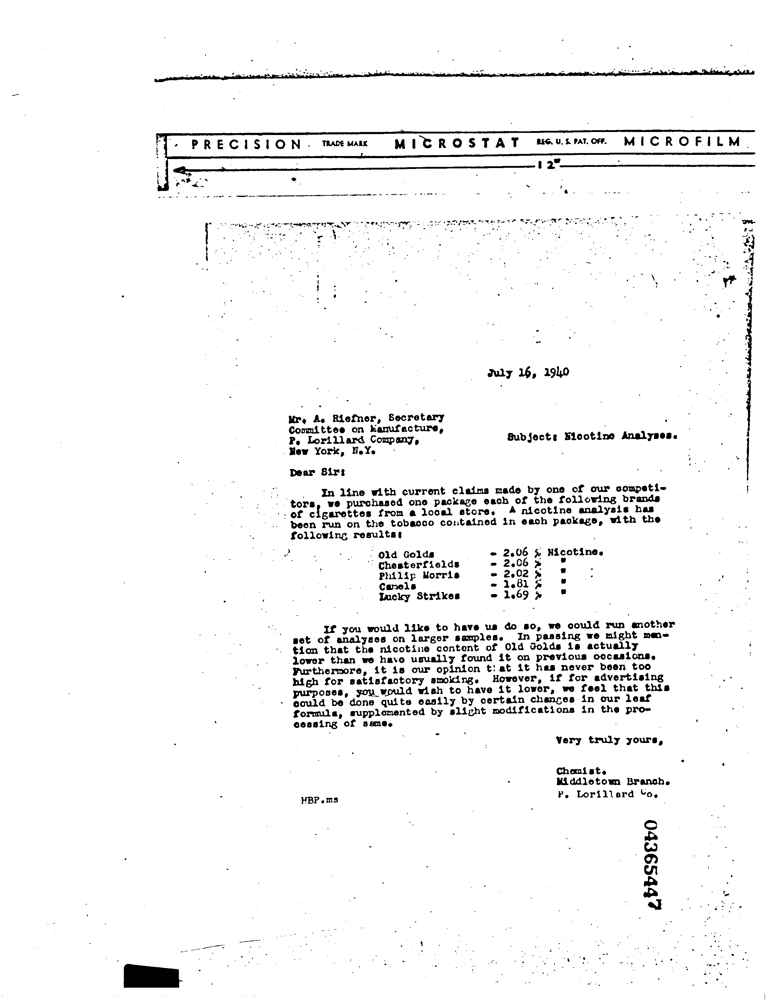 PRECISION TRADE MARK MICROSTAT REG. U. S. PAT. OFF. MICROFILM
12"
July 16, 1940
Mr. A. Riefner, Secretary
Committee on Manufacture,
P. Lorillard Company,
New York, N.Y.
Subject: Nicotine Analyses.
Dear Sir:
In line with current claims made by one of our competi-
tors, we purchased one package each of the following brands
of cigarettes from a local store. A nicotine analysis has
been run on the tobacco contained in each package, with the
following results:
Old Golds - 2.06 % Nicotine.
Chesterfields - 2.06 % "
Philip Morris - 2.02 % "
Camels - 1.81 % "
Lucky Strikes - 1.69 % "
If you would like to have us do so, we could run another
set of analyses on larger samples. In passing we might men-
tion that the nicotine content of Old Golds is actually
lower than we have usually found it on previous occasions.
Furthermore, it is our opinion that it has never been too
high for satisfactory smoking. However, if for advertising
purposes, you would wish to have it lower, we feel that this
could be done quite easily by certain changes in our leaf
formula, supplemented by slight modifications in the pro-
cessing of same.
Very truly yours,
Chemist.
Middletown Branch.
P. Lorillard Co.
HBP.ms
04365447